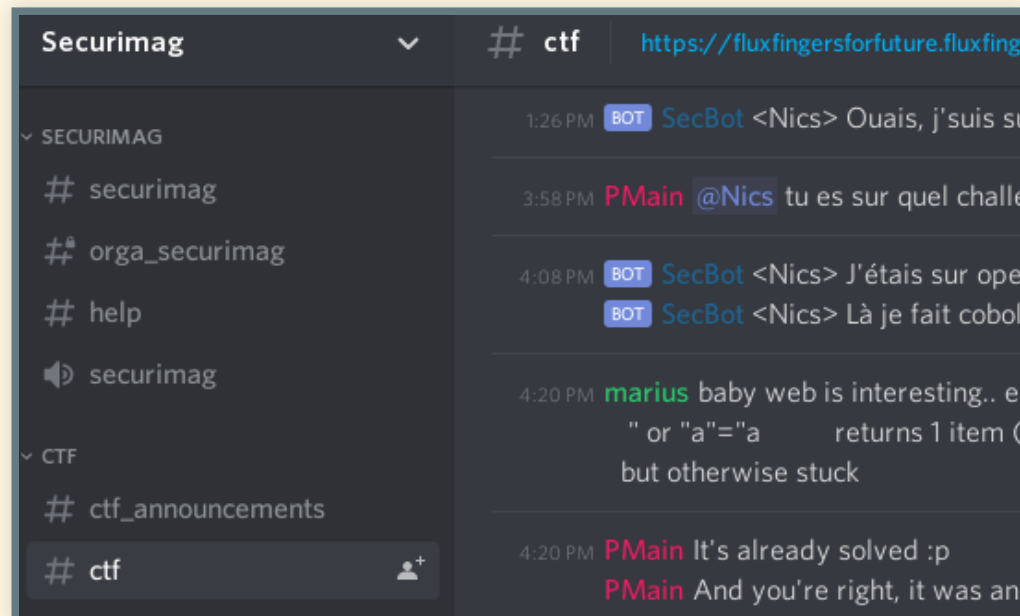 Securimag
SECURIMAG
# securimag
# orga_securimag
# help
securimag
CTF
# ctf_announcements
# ctf
# ctf https://fluxfingersforfuture.fluxfing
1:26 PM BOT SecBot <Nics> Ouais, j'suis su
3:58 PM PMain @Nics tu es sur quel challe
4:08 PM BOT SecBot <Nics> J'étais sur ope
BOT SecBot <Nics> Là je fait cobol
4:20 PM marius baby web is interesting.. e
" or "a"="a returns 1 item (
but otherwise stuck
4:20 PM PMain It's already solved :p
PMain And you're right, it was an